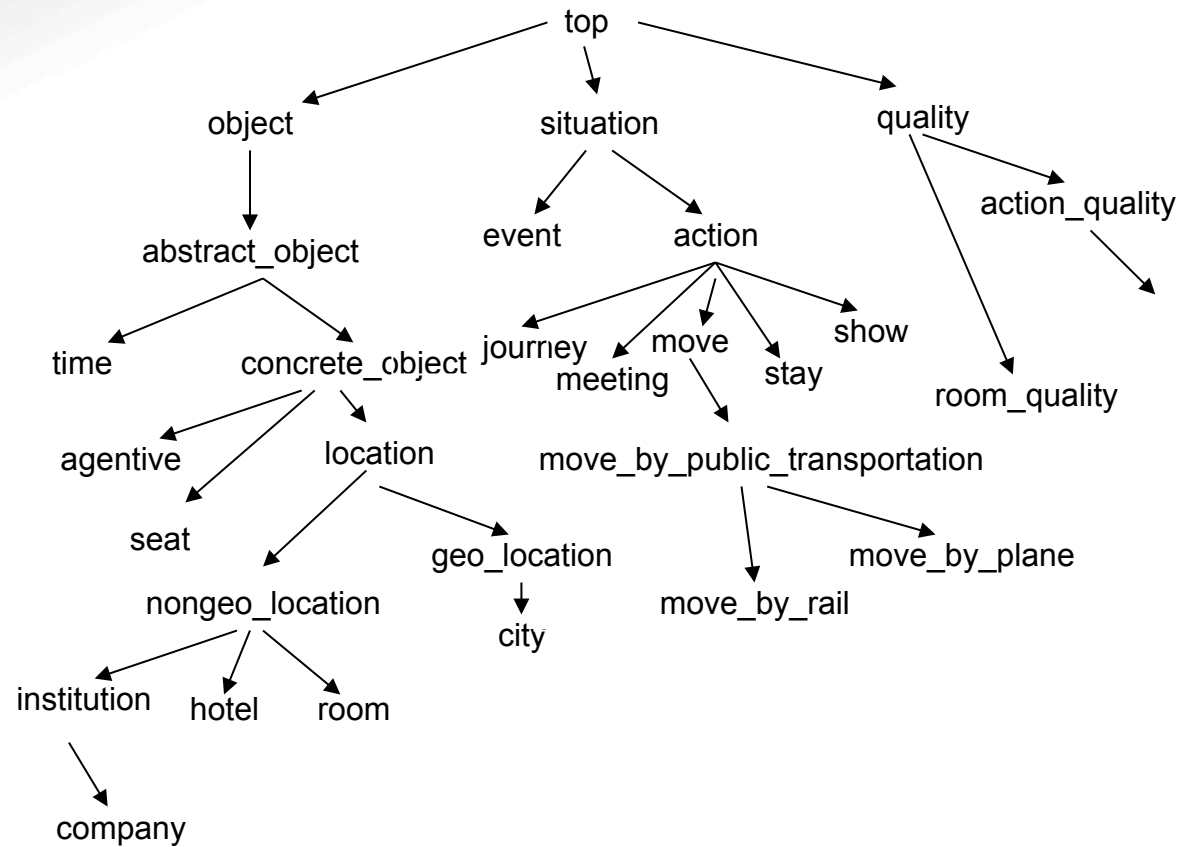 top
object
situation
quality
action_quality
event
action
abstract_object
time
concrete_object
journey
meeting
move
stay
show
room_quality
agentive
location
move_by_public_transportation
seat
geo_location
move_by_plane
nongeo_location
move_by_rail
city
institution
hotel
room
company